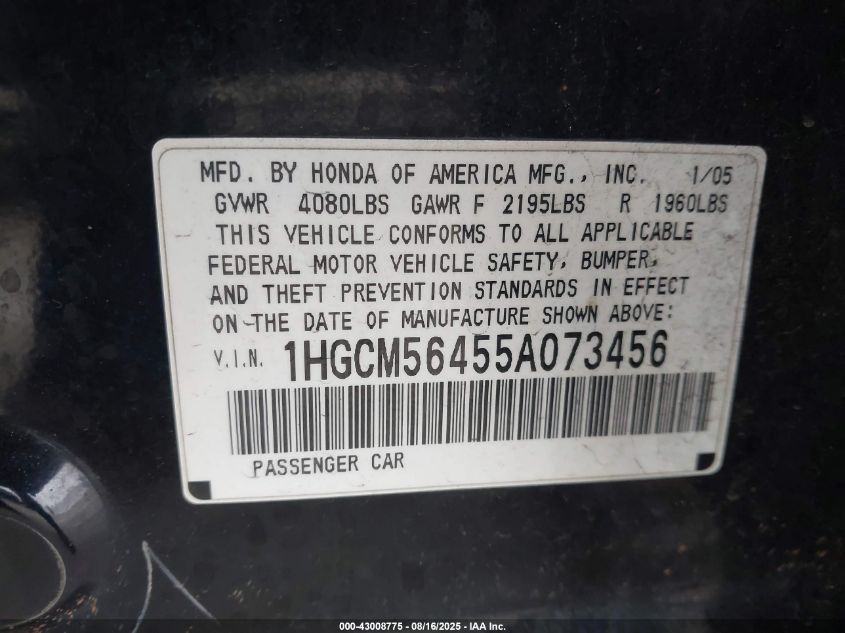 MFD. BY HONDA OF AMERICA MFG., INC. 1/05
GVWR 4080LBS GAWR F 2195LBS R 1960LBS
THIS VEHICLE CONFORMS TO ALL APPLICABLE
FEDERAL MOTOR VEHICLE SAFETY, BUMPER,
AND THEFT PREVENTION STANDARDS IN EFFECT
ON THE DATE OF MANUFACTURE SHOWN ABOVE:
V.I.N. 1HGCM56455A073456
PASSENGER CAR
000-43008775 - 08/16/2025 - IAA Inc.